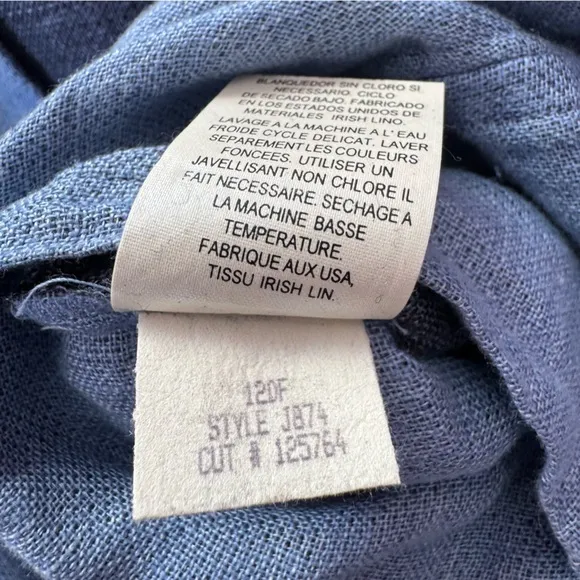 BLANQUEDOR SIN CLORO SI.
NECESSARIO. CICLO
DE SECADO BAJO. FABRICADO
EN LOS ESTADOS UNIDOS DE
MATERIALES IRISH LINO.
LAVAGE A LA MACHINE A L' EAU
FROIDE CYCLE DELICAT. LAVER
SEPAREMENT LES COULEURS
FONCEES. UTILISER UN
JAVELLISANT NON CHLORE IL
FAIT NECESSAIRE. SECHAGE A
LA MACHINE BASSE
TEMPERATURE.
FABRIQUE AUX USA,
TISSU IRISH LIN.
12DF
STYLE J874
CUT # 125764